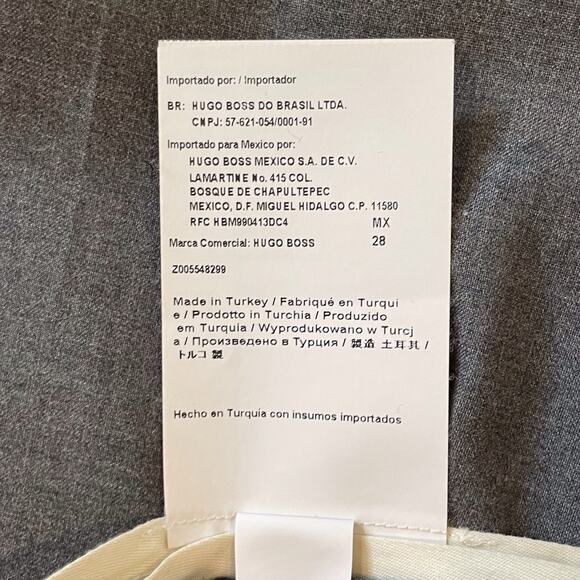 Importado por: / Importador
BR: HUGO BOSS DO BRASIL LTDA.
CNPJ: 57-621-054/0001-91
Importado para Mexico por:
HUGO BOSS MEXICO S.A. DE C.V.
LAMARTINE No. 415 COL.
BOSQUE DE CHAPULTEPEC
MEXICO, D.F. MIGUEL HIDALGO C.P. 11580
RFC HBM990413DC4 MX
Marca Comercial: HUGO BOSS 28
Z005548299
Made in Turkey / Fabriqué en Turqui
e / Prodotto in Turchia / Produzido
em Turquía / Wyprodukowano w Turcj
a / Произведено в Турция / 製造 土耳其 /
トルコ 製
Hecho en Turquía con insumos importados